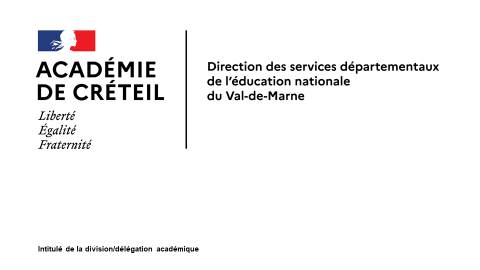 ACADÉMIE
DE CRÉTEIL
Liberté
Égalité
Fraternité
Direction des services départementaux
de l'éducation nationale
du Val-de-Marne
Intitulé de la division/délégation académique